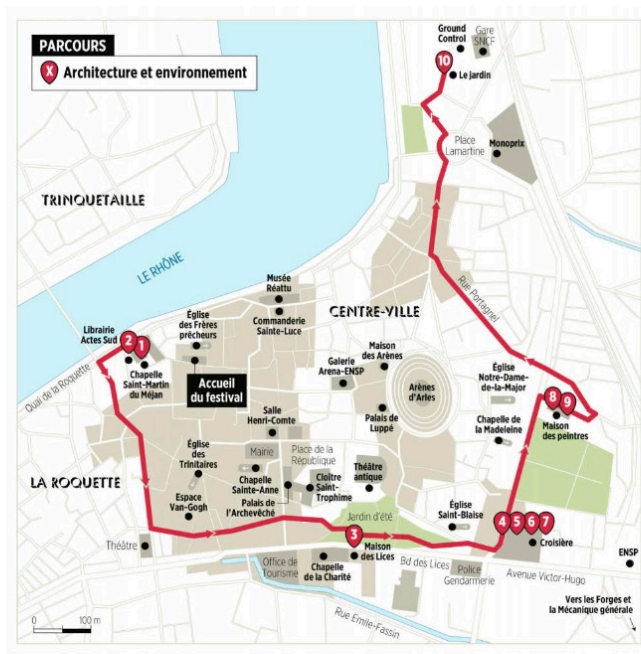 PARCOURS
X Architecture et environnement
Ground
Control
Gare
SNCF
10
Le jardin
Place
Lamartine
Monoprix
TRINQUETAILLE
LE RHÔNE
Rue Portagnel
Musée
Réattu
CENTRE-VILLE
Commanderie
Sainte-Luce
Librairie
Actes Sud
Église
des Frères
prêcheurs
2
1
Maison
des Arènes
Galerie
Arena-ENSP
Quai de la Roquette
Chapelle
Saint-Martin
du Méjan
Accueil
du festival
Arènes
d'Arles
Église
Notre-Dame-
de-la-Major
8
9
Maison
des peintres
Salle
Henri-Comte
Palais de
Luppé
Chapelle de
la Madeleine
Église
des
Trinitaires
Mairie
Place de la
République
LA ROQUETTE
Chapelle
Sainte-Anne
Cloître
Saint-
Trophime
Théâtre
antique
Espace
Van-Gogh
Palais de
l'Archevêché
Jardin d'été
Église
Saint-Blaise
4
5
6
7
Croisière
3
Théâtre
Maison
des Lices
Office de
Tourisme
Chapelle
de la Charité
Bd des Lices
Police
Gendarmerie
Avenue Victor-Hugo
ENSP
Rue Emile-Fassin
Vers les Forges et
la Mécanique générale
0
100 m